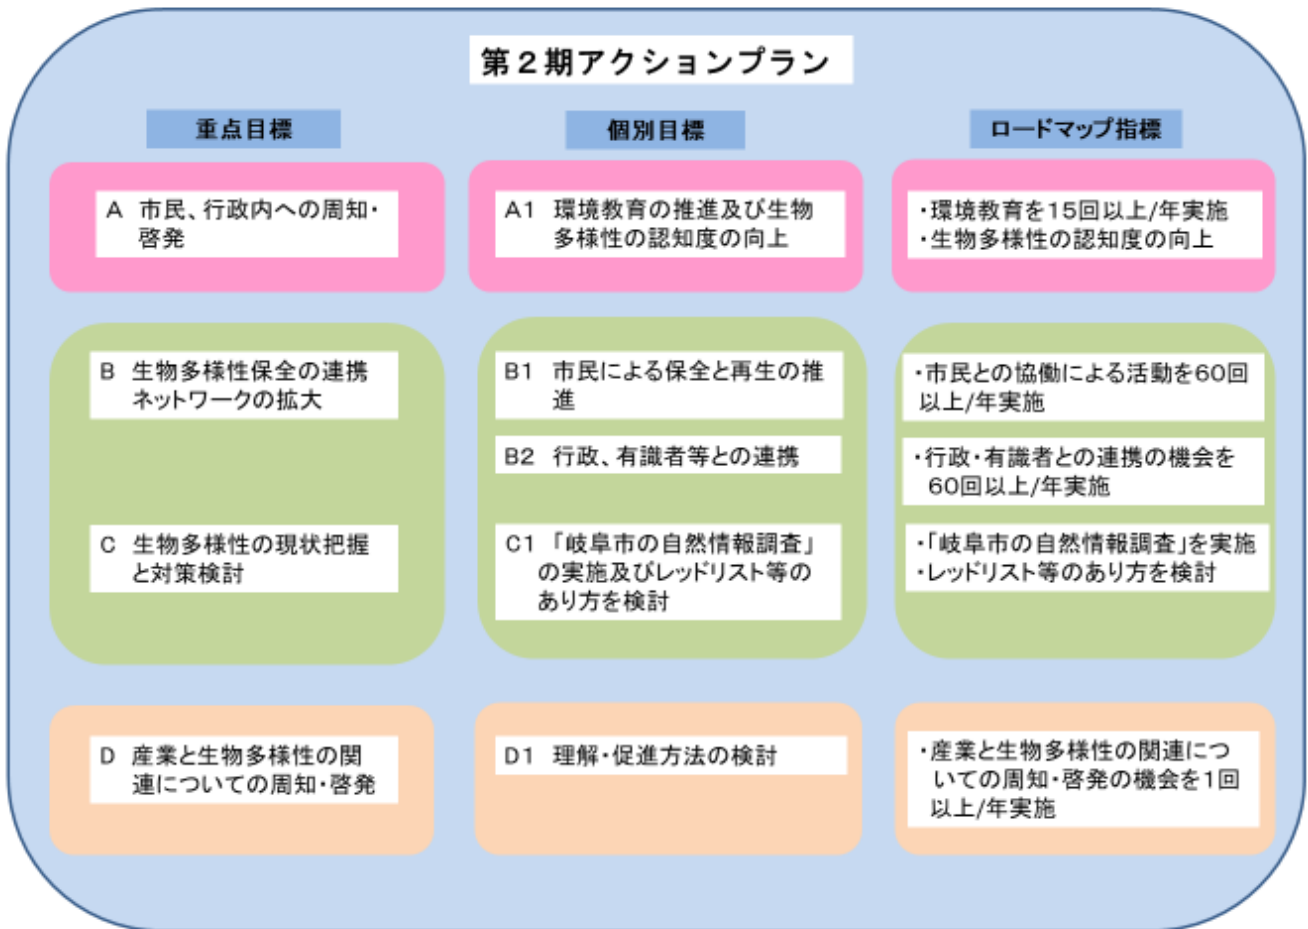 第２期アクションプラン
重点目標
個別目標
ロードマップ指標
A 市民、行政内への周知・
啓発
A1 環境教育の推進及び生物
多様性の認知度の向上
・環境教育を15回以上/年実施
・生物多様性の認知度の向上
B 生物多様性保全の連携
ネットワークの拡大
B1 市民による保全と再生の推
進
・市民との協働による活動を60回
以上/年実施
B2 行政、有識者等との連携
・行政・有識者との連携の機会を
60回以上/年実施
C 生物多様性の現状把握
と対策検討
C1 「岐阜市の自然情報調査」
の実施及びレッドリスト等の
あり方を検討
・「岐阜市の自然情報調査」を実施
・レッドリスト等のあり方を検討
D 産業と生物多様性の関
連についての周知・啓発
D1 理解・促進方法の検討
・産業と生物多様性の関連につ
いての周知・啓発の機会を1回
以上/年実施